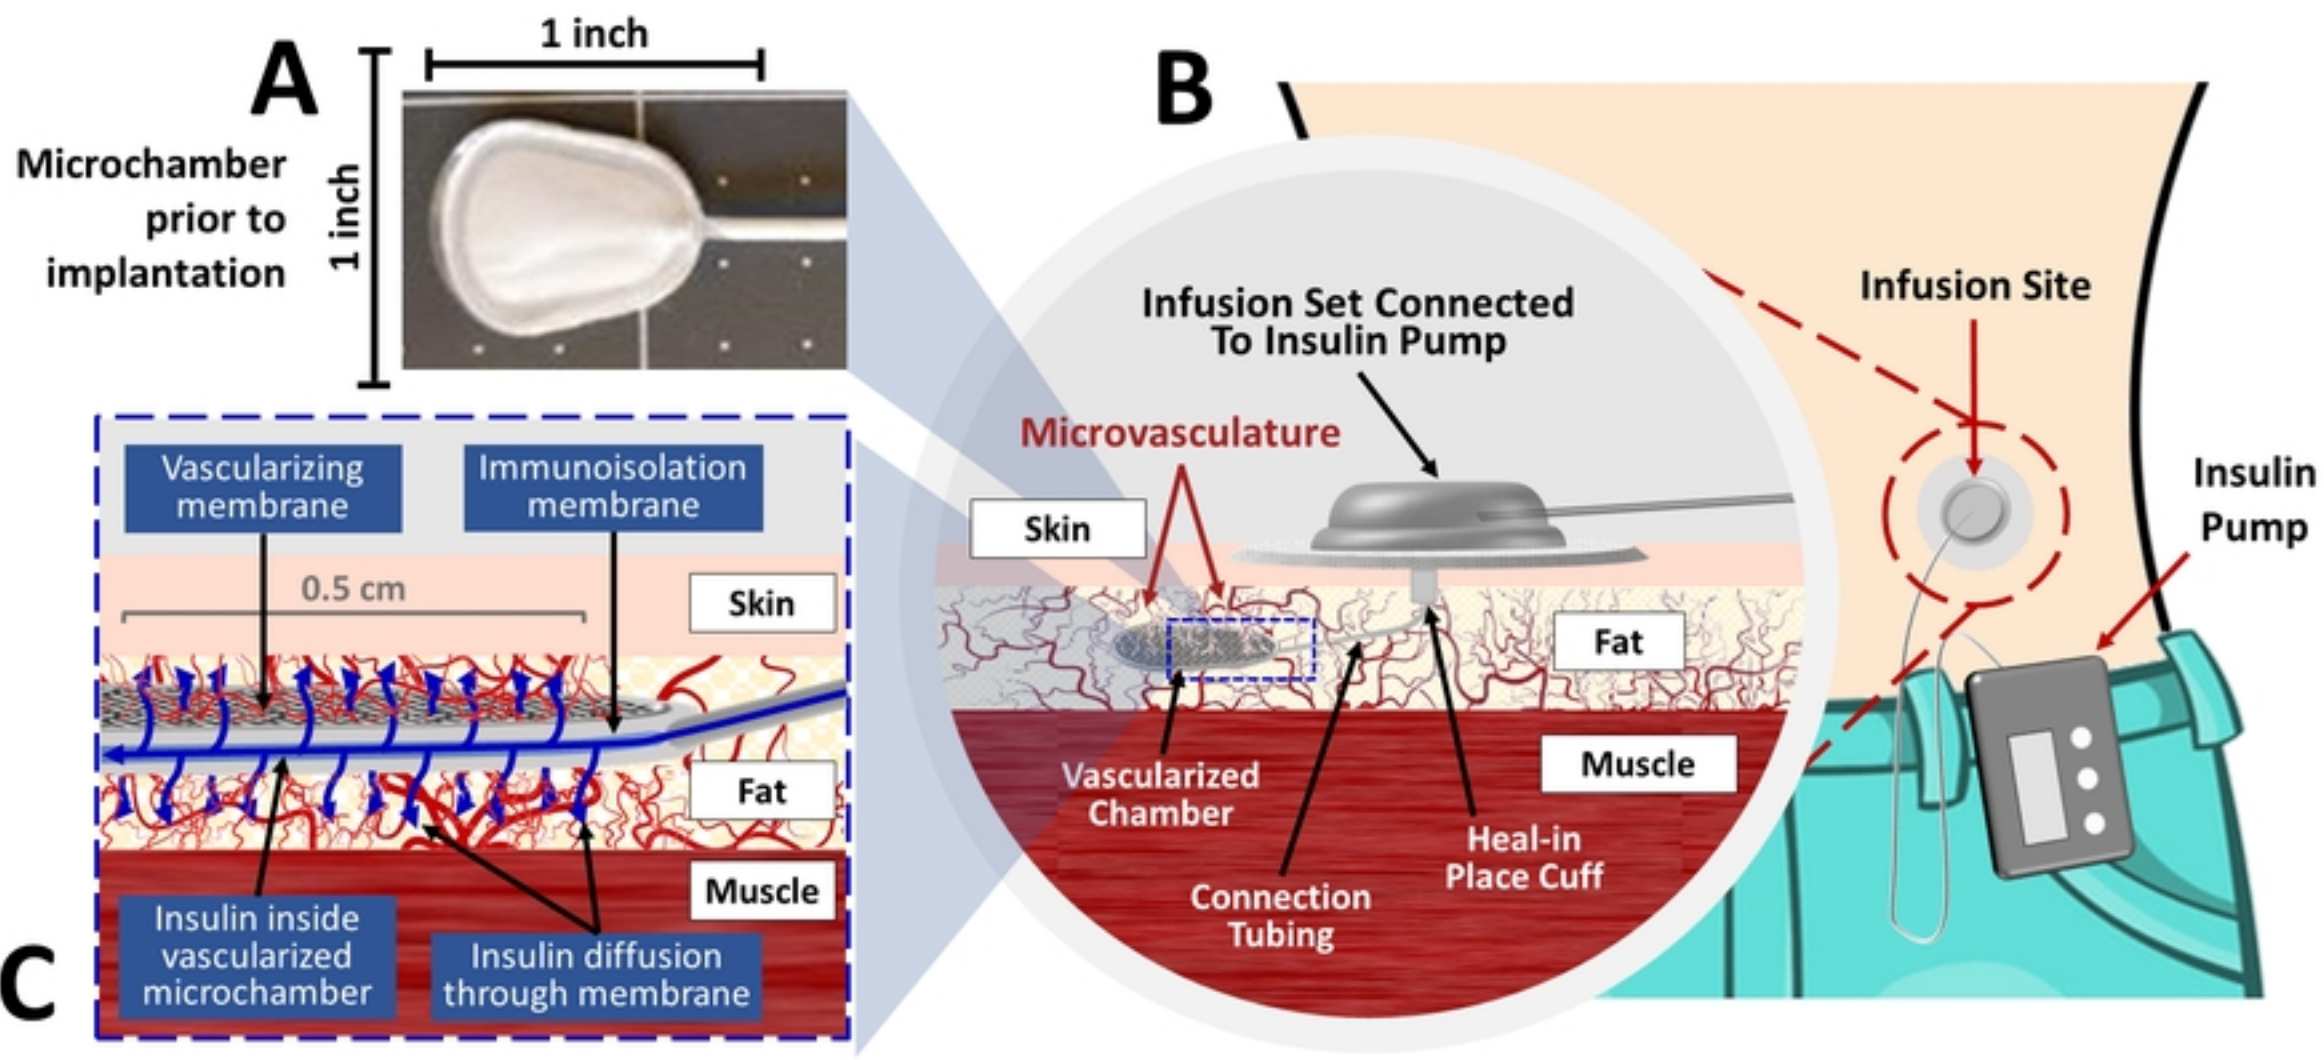 A
1 inch
1 inch
Microchamber
prior to
implantation
B
Infusion Set Connected
To Insulin Pump
Microvasculature
Skin
Fat
Muscle
Vascularized
Chamber
Connection
Tubing
Heal-in
Place Cuff
Infusion Site
Insulin
Pump
C
Vascularizing
membrane
Immunoisolation
membrane
0.5 cm
Skin
Fat
Muscle
Insulin inside
vascularized
microchamber
Insulin diffusion
through membrane